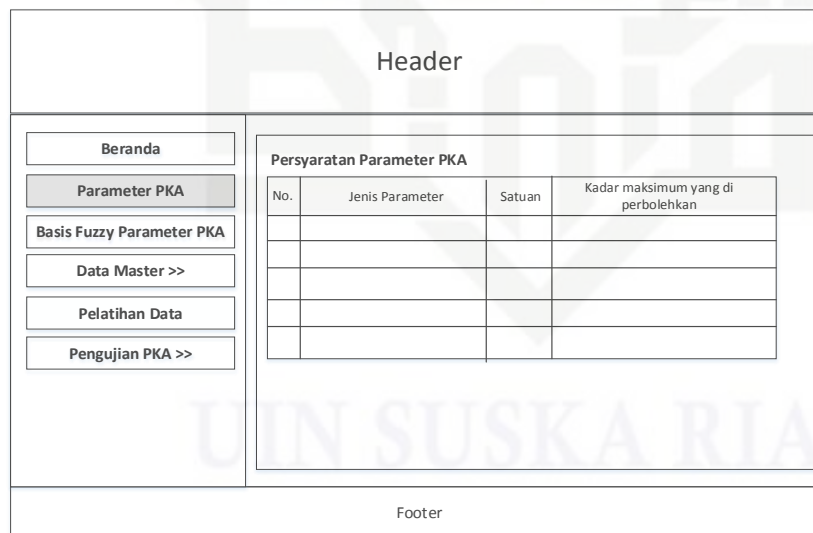 Header
Beranda
Parameter PKA
Basis Fuzzy Parameter PKA
Data Master >>
Pelatihan Data
Pengujian PKA >>
Persyaratan Parameter PKA
No.
Jenis Parameter
Satuan
Kadar maksimum yang di
perbolehkan
UIN SUSKA RIA
Footer